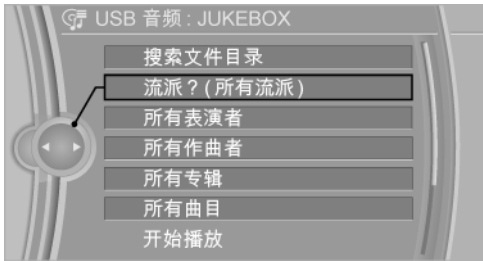 USB 音频 : JUKEBOX
搜索文件目录
流派？(所有流派)
所有表演者
所有作曲者
所有专辑
所有曲目
开始播放